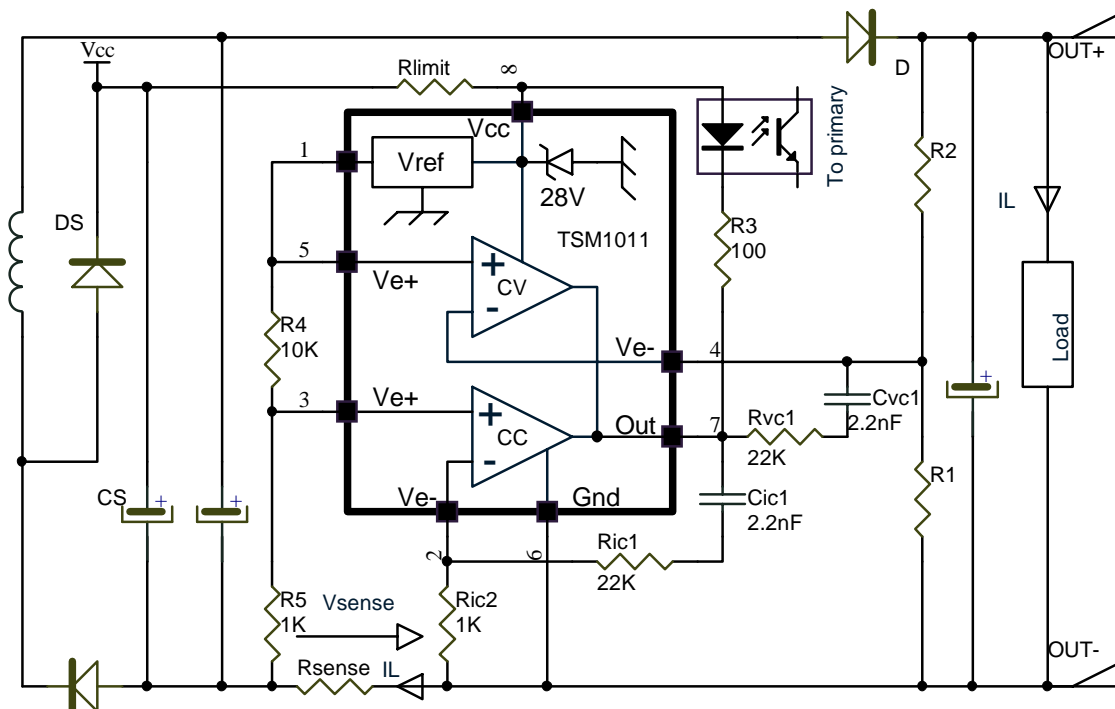 Vcc
Rlimit
8
D
OUT+
Vcc
1
Vref
28V
To primary
R2
DS
TSM1011
R3
100
IL
5
Ve+
+
CV
-
R4
10K
Ve-
4
Load
3
Ve+
+
CC
-
Out
7
Rvc1
22K
Cvc1
2.2nF
+
CS
+
+
Ve-
Gnd
Cic1
2.2nF
R1
2
6
Ric1
22K
R5
1K
Vsense
Ric2
1K
Rsense
IL
OUT-